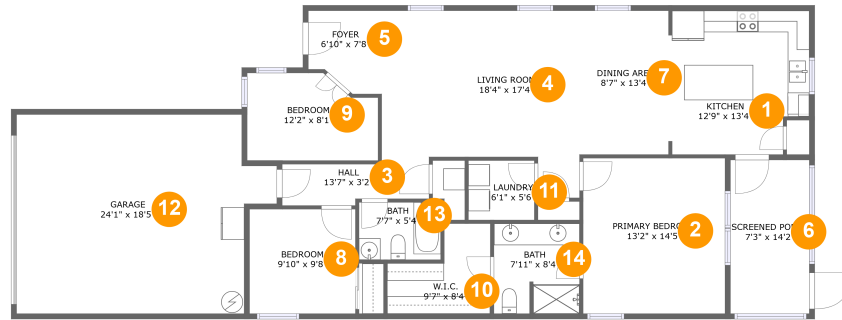 FOYER
6'10" x 7'8
5
LIVING ROOM
18'4" x 17'4
4
DINING ARE
8'7" x 13'4
7
KITCHEN
12'9" x 13'4
1
BEDROOM
12'2" x 8'1
9
HALL
13'7" x 3'2
3
GARAGE
24'1" x 18'5
12
LAUNDRY
6'1" x 5'6
11
BATH
7'7" x 5'4
13
PRIMARY BEDRO
13'2" x 14'5
2
SCREENED PO
7'3" x 14'2
6
BEDROOM
9'10" x 9'8
8
BATH
7'11" x 8'4
14
W.I.C.
9'7" x 8'4
10